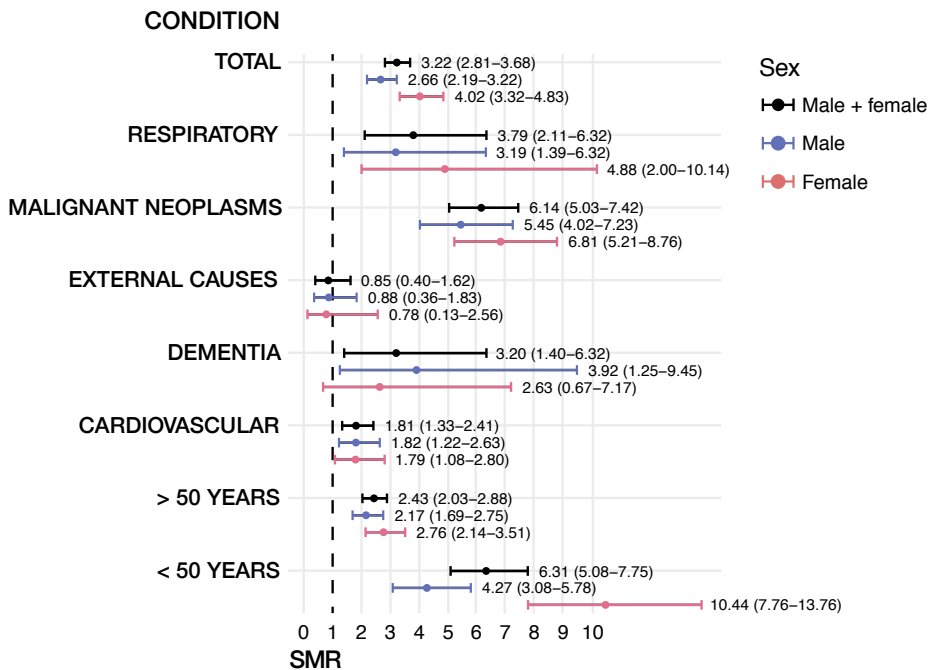 CONDITION
TOTAL
3.22 (2.81–3.68)
2.66 (2.19–3.22)
4.02 (3.32–4.83)
RESPIRATORY
3.79 (2.11–6.32)
3.19 (1.39–6.32)
4.88 (2.00–10.14)
MALIGNANT NEOPLASMS
6.14 (5.03–7.42)
5.45 (4.02–7.23)
6.81 (5.21–8.76)
EXTERNAL CAUSES
0.85 (0.40–1.62)
0.88 (0.36–1.83)
0.78 (0.13–2.56)
DEMENTIA
3.20 (1.40–6.32)
3.92 (1.25–9.45)
2.63 (0.67–7.17)
CARDIOVASCULAR
1.81 (1.33–2.41)
1.82 (1.22–2.63)
1.79 (1.08–2.80)
> 50 YEARS
2.43 (2.03–2.88)
2.17 (1.69–2.75)
2.76 (2.14–3.51)
< 50 YEARS
6.31 (5.08–7.75)
4.27 (3.08–5.78)
10.44 (7.76–13.76)
0 1 2 3 4 5 6 7 8 9 10
SMR
Sex
Male + female
Male
Female